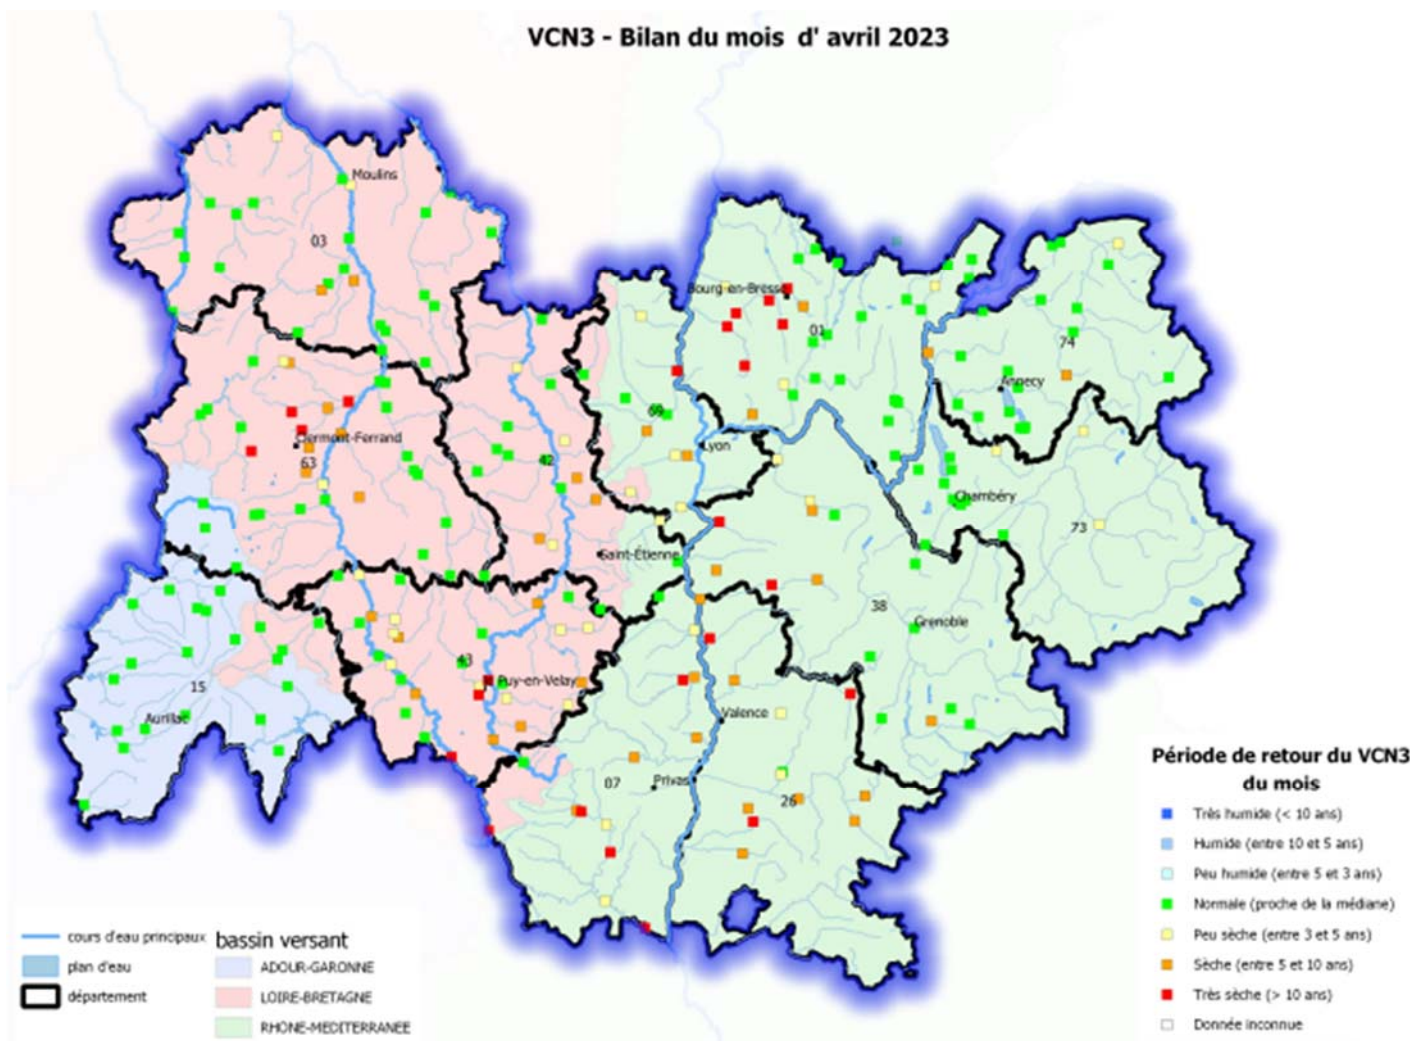 VCN3 - Bilan du mois d' avril 2023
Moulins
03
Bourg-en-Bresse
01
74
Annecy
69
Clermont-Ferrand
Lyon
63
42
Chambéry
73
Saint-Étienne
38
Grenoble
43
Puy-en-Velay
15
Aurillac
Valence
07
Privas
26
cours d'eau principaux
plan d'eau
département
bassin versant
ADOUR-GARONNE
LOIRE-BRETAGNE
RHONE-MEDITERRANEE
Période de retour du VCN3
du mois
Très humide (< 10 ans)
Humide (entre 10 et 5 ans)
Peu humide (entre 5 et 3 ans)
Normale (proche de la médiane)
Peu sèche (entre 3 et 5 ans)
Sèche (entre 5 et 10 ans)
Très sèche (> 10 ans)
Donnée inconnue